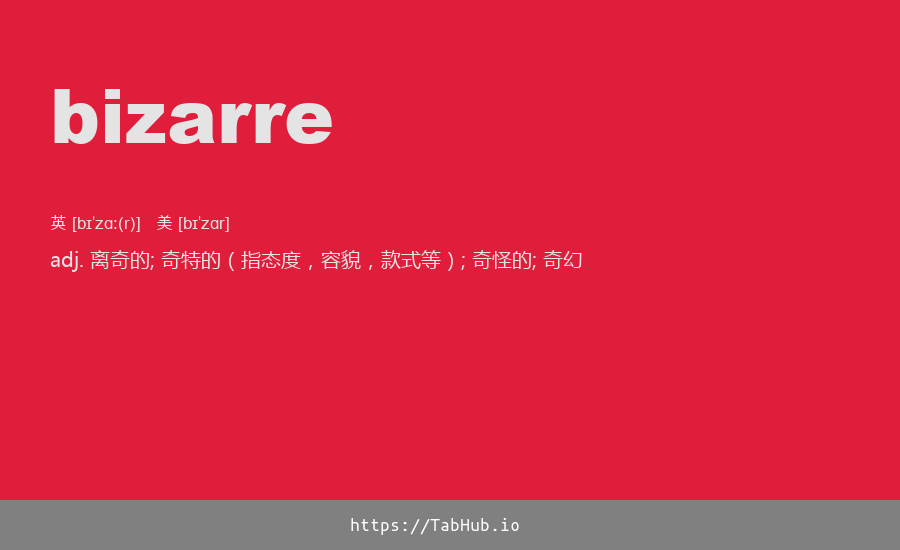 bizarre
英 [bɪˈzɑː(r)] 美 [bɪˈzɑr]
adj. 离奇的; 奇特的（指态度，容貌，款式等）; 奇怪的; 奇幻
https://TabHub.io